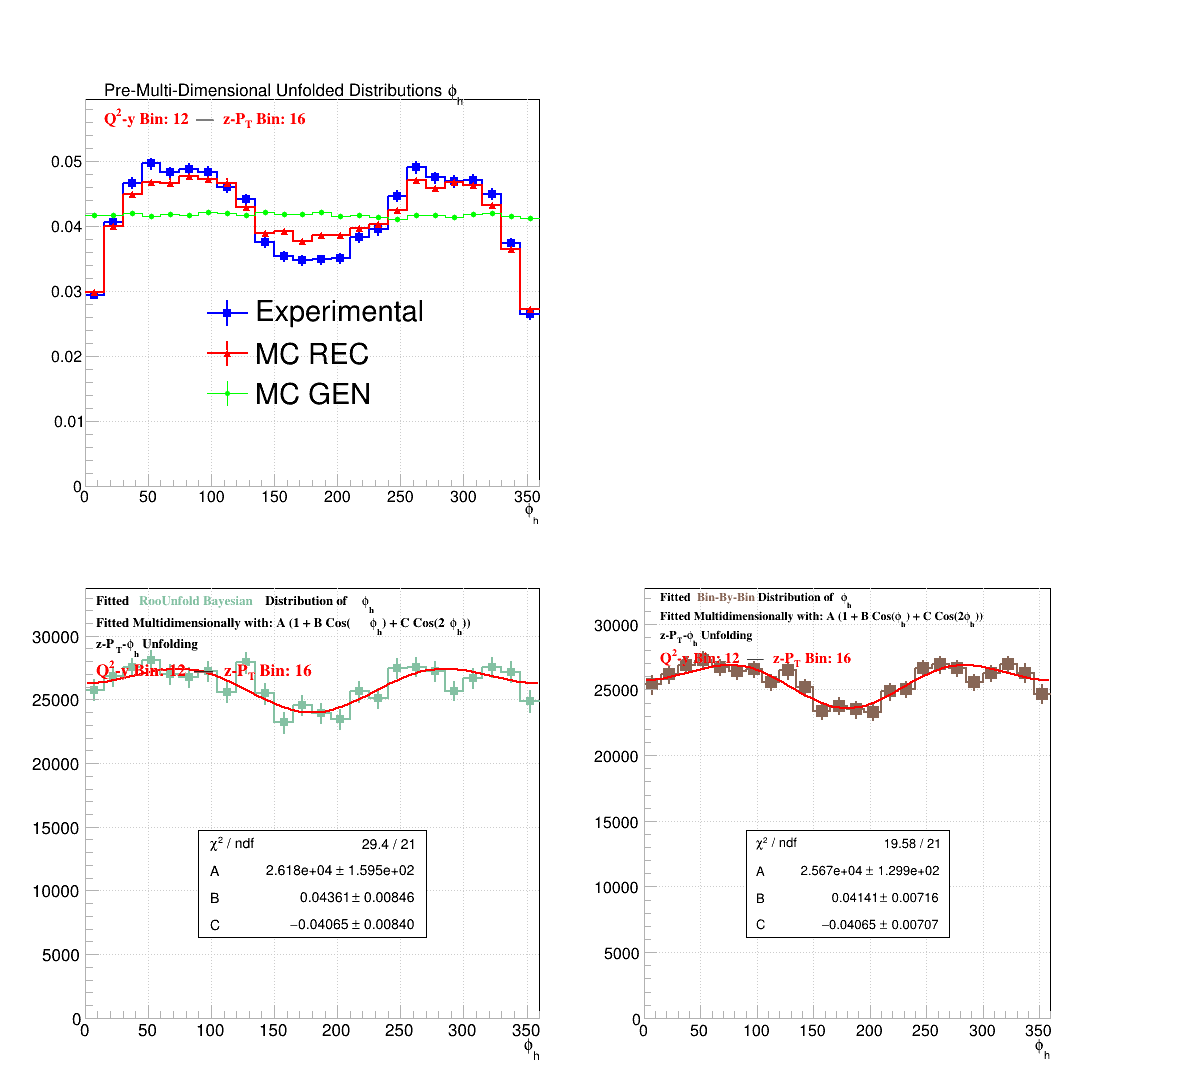 Pre-Multi-Dimensional Unfolded Distributions ϕh
Q2-y Bin: 12 — z-PT Bin: 16
0.05
0.04
0.03
0.02
0.01
0
Experimental
MC REC
MC GEN
0 50 100 150 200 250 300 350
ϕh
Fitted RooUnfold Bayesian Distribution of ϕh
Fitted Multidimensionally with: A (1 + B Cos( ϕh) + C Cos(2 ϕh))
z-PT-ϕh Unfolding
Q2-y Bin: 12 — z-PT Bin: 16
30000
25000
20000
15000
10000
5000
0
χ2 / ndf 29.4 / 21
A 2.618e+04 ± 1.595e+02
B 0.04361 ± 0.00846
C −0.04065 ± 0.00840
0 50 100 150 200 250 300 350
ϕh
Fitted Bin-By-Bin Distribution of ϕh
Fitted Multidimensionally with: A (1 + B Cos(ϕh) + C Cos(2ϕh))
z-PT-ϕh Unfolding
Q2-y Bin: 12 — z-PT Bin: 16
30000
25000
20000
15000
10000
5000
0
χ2 / ndf 19.58 / 21
A 2.567e+04 ± 1.299e+02
B 0.04141 ± 0.00716
C −0.04065 ± 0.00707
0 50 100 150 200 250 300 350
ϕh